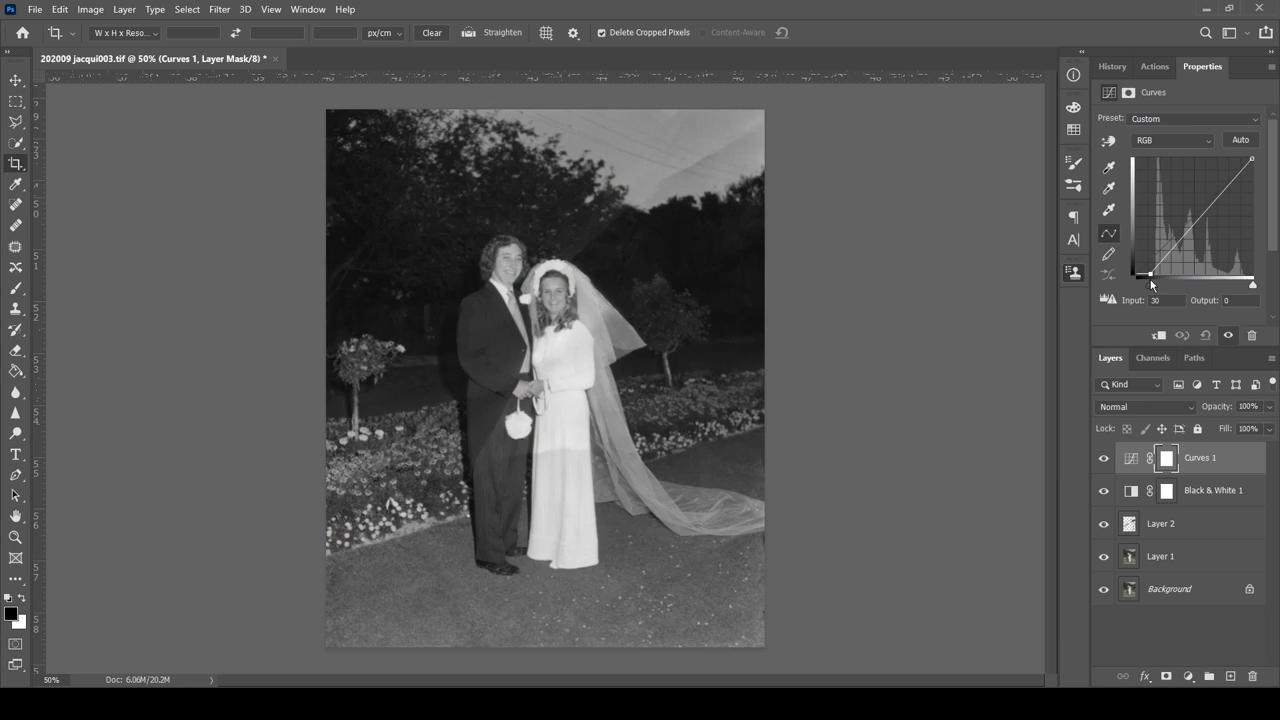 Ps File Edit Image Layer Type Select Filter 3D View Window Help
W x H x Reso... px/cm Clear Straighten Delete Cropped Pixels Content-Aware
202009 jacqui003.tif @ 50% (Curves 1, Layer Mask/8) *
History Actions Properties
Curves
Preset: Custom
RGB Auto
Input: 30 Output: 0
Layers Channels Paths
Kind
Normal Opacity: 100%
Lock: Fill: 100%
Curves 1
Black & White 1
Layer 2
Layer 1
Background
50% Doc: 6.06M/20.2M